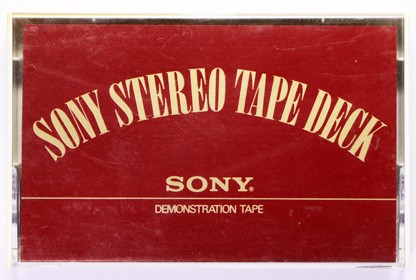 SONY STEREO TAPE DECK
SONY®
DEMONSTRATION TAPE